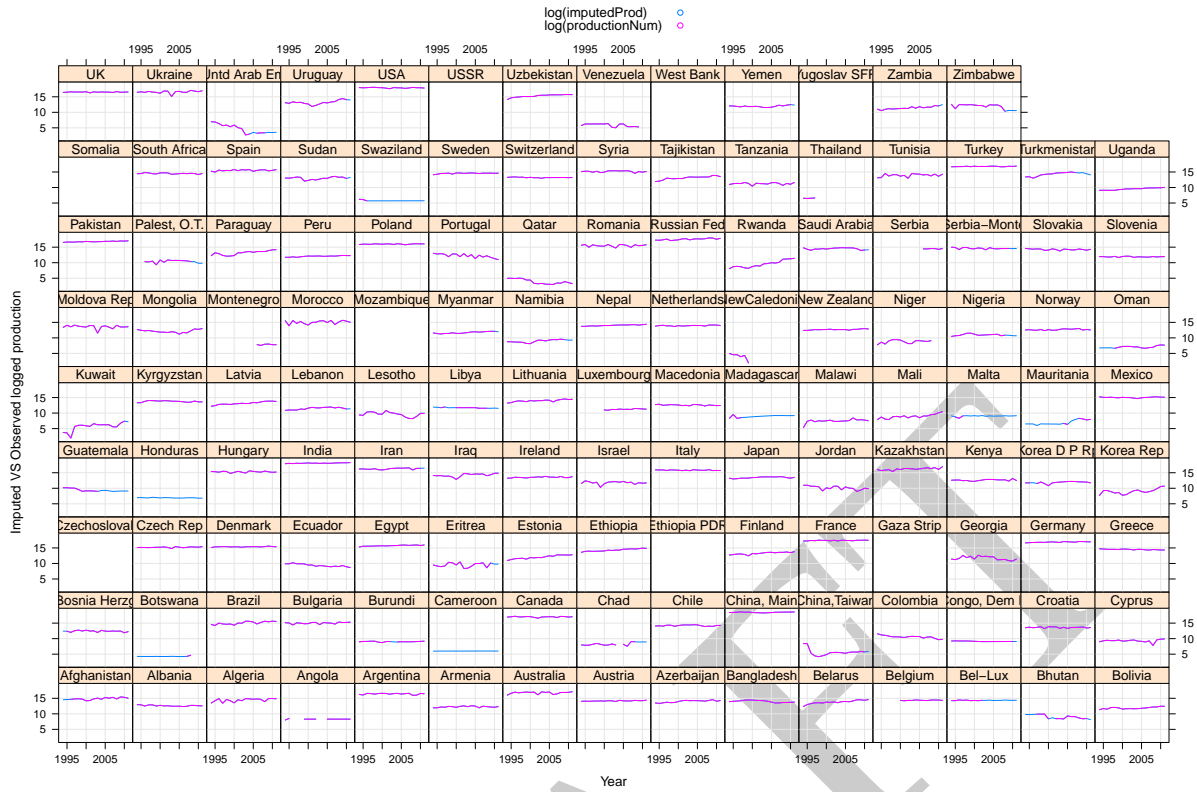 log(imputedProd)
log(productionNum)
1995 2005 1995 2005 1995 2005 1995 2005 1995 2005 1995 2005 1995 2005
UK Ukraine Untd Arab Em Uruguay USA USSR Uzbekistan Venezuela West Bank Yemen Yugoslav SFR Zambia Zimbabwe
15
10
5
Somalia South Africa Spain Sudan Swaziland Sweden Switzerland Syria Tajikistan Tanzania Thailand Tunisia Turkey Turkmenistan Uganda
15
10
5
Pakistan Palest, O.T. Paraguay Peru Poland Portugal Qatar Romania Russian Fed Rwanda Saudi Arabia Serbia Serbia−Monte Slovakia Slovenia
15
10
5
Moldova Rep Mongolia Montenegro Morocco Mozambique Myanmar Namibia Nepal Netherlands NewCaledonia New Zealand Niger Nigeria Norway Oman
15
10
5
Kuwait Kyrgyzstan Latvia Lebanon Lesotho Libya Lithuania Luxembourg Macedonia Madagascar Malawi Mali Malta Mauritania Mexico
15
10
5
Guatemala Honduras Hungary India Iran Iraq Ireland Israel Italy Japan Jordan Kazakhstan Kenya Korea D P Rp Korea Rep
15
10
5
Czechoslovak Czech Rep Denmark Ecuador Egypt Eritrea Estonia Ethiopia Ethiopia PDR Finland France Gaza Strip Georgia Germany Greece
15
10
5
Bosnia Herzg Botswana Brazil Bulgaria Burundi Cameroon Canada Chad Chile China, Main China,Taiwan Colombia Congo, Dem Croatia Cyprus
15
10
5
Afghanistan Albania Algeria Angola Argentina Armenia Australia Austria Azerbaijan Bangladesh Belarus Belgium Bel−Lux Bhutan Bolivia
15
10
5
1995 2005 1995 2005 1995 2005 1995 2005 1995 2005 1995 2005 1995 2005 1995 2005
Year
Imputed VS Observed logged production